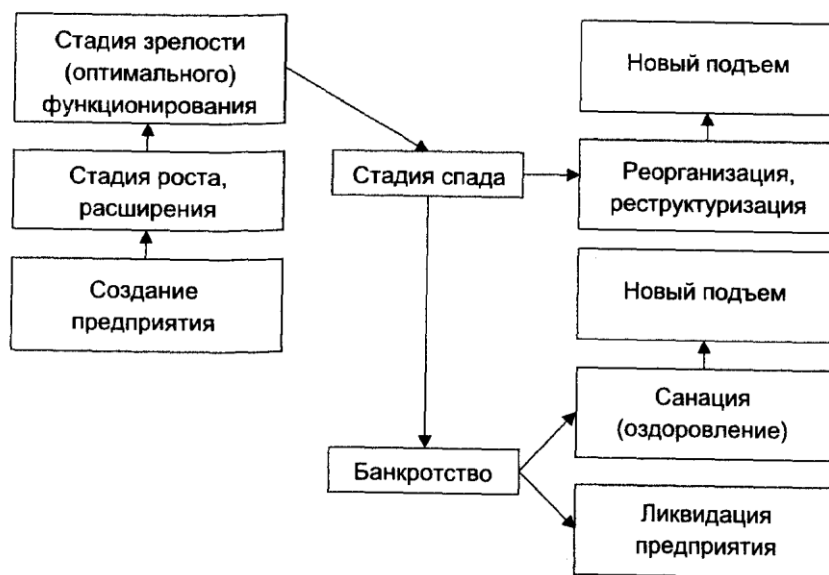 Стадия зрелости
(оптимального)
функционирования
Стадия роста,
расширения
Создание
предприятия
Стадия спада
Банкротство
Новый подъем
Реорганизация,
реструктуризация
Новый подъем
Санация
(оздоровление)
Ликвидация
предприятия